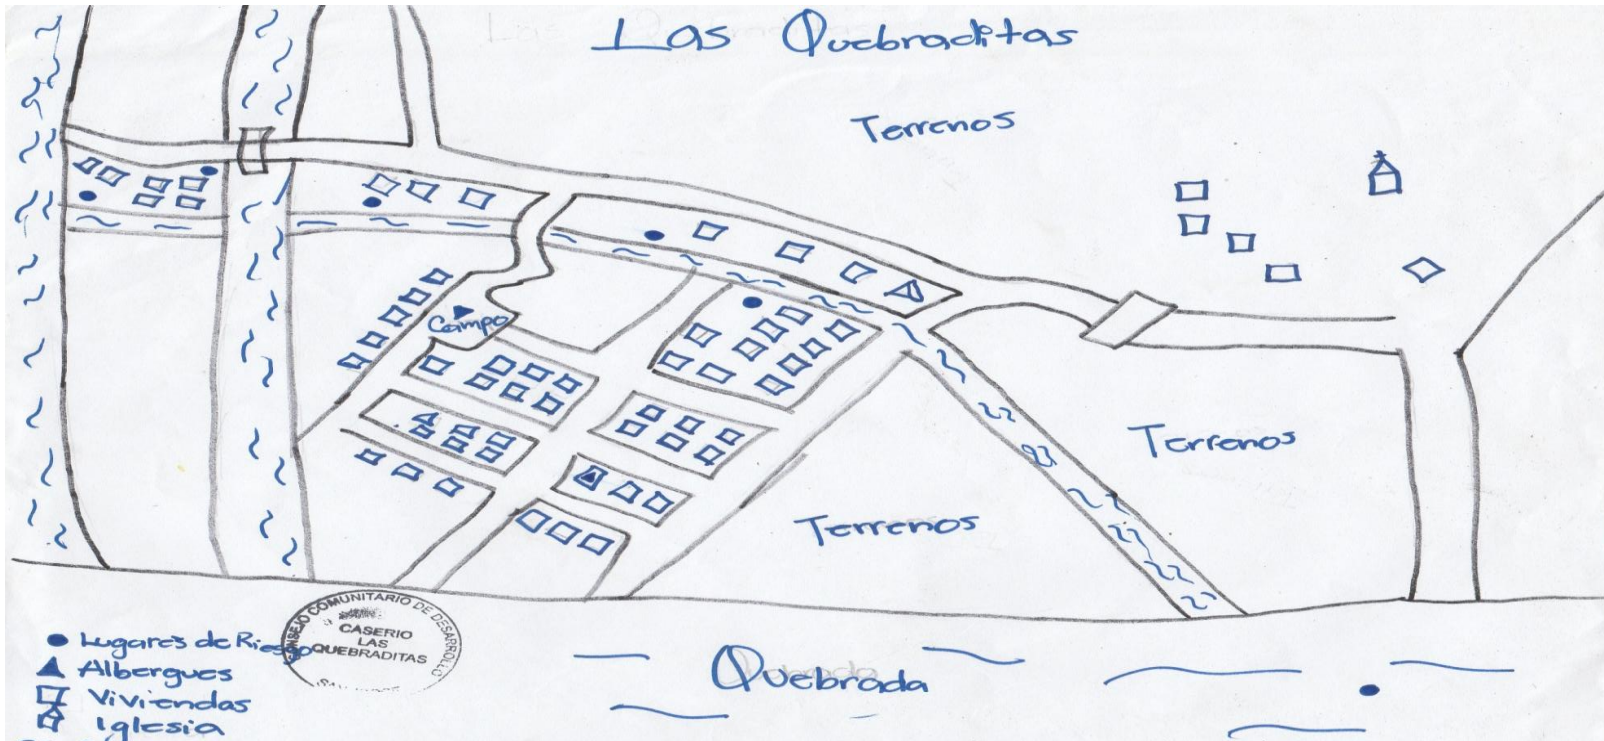 Las Quebraditas
Terrenos
Campo
Terrenos
Terrenos
Quebrada
CONSEJO COMUNITARIO DE DESARROLLO
CASERIO
LAS
QUEBRADITAS
Lugares de Riesgo
Albergues
Viviendas
Iglesia